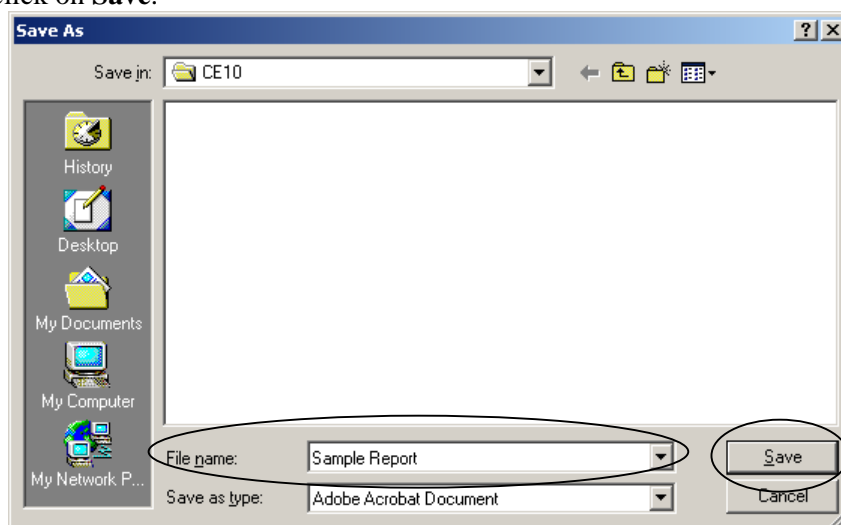 click on Save.
Save As
Save in: CE10
History
Desktop
My Documents
My Computer
My Network P...
File name: Sample Report
Save
Save as type: Adobe Acrobat Document
Cancel